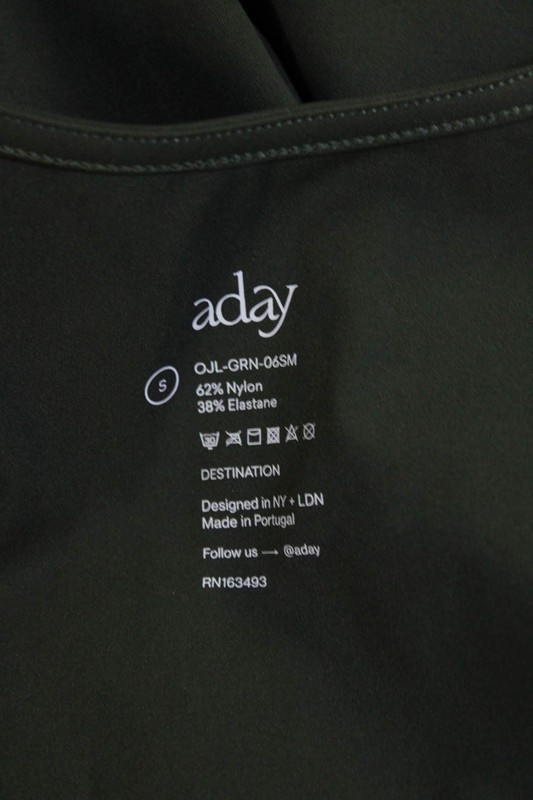 aday
OJL-GRN-06SM
S
62% Nylon
38% Elastane
30
DESTINATION
Designed in NY + LDN
Made in Portugal
Follow us → @aday
RN163493